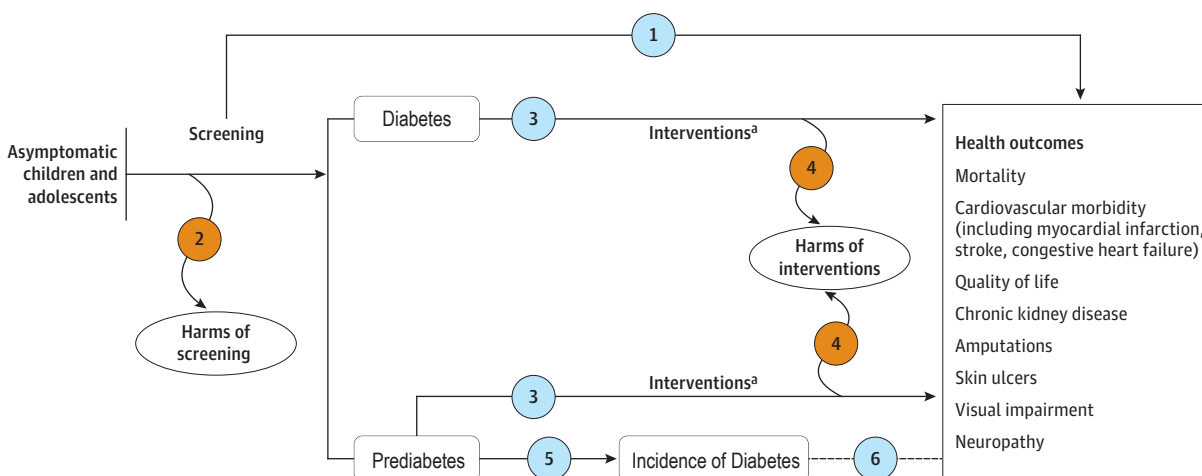 1
Screening
Diabetes
3
Interventionsa
Asymptomatic
children and
adolescents
2
Harms of
screening
4
Harms of
interventions
4
3
Interventionsa
Prediabetes
5
Incidence of Diabetes
6
Health outcomes
Mortality
Cardiovascular morbidity
(including myocardial infarction,
stroke, congestive heart failure)
Quality of life
Chronic kidney disease
Amputations
Skin ulcers
Visual impairment
Neuropathy